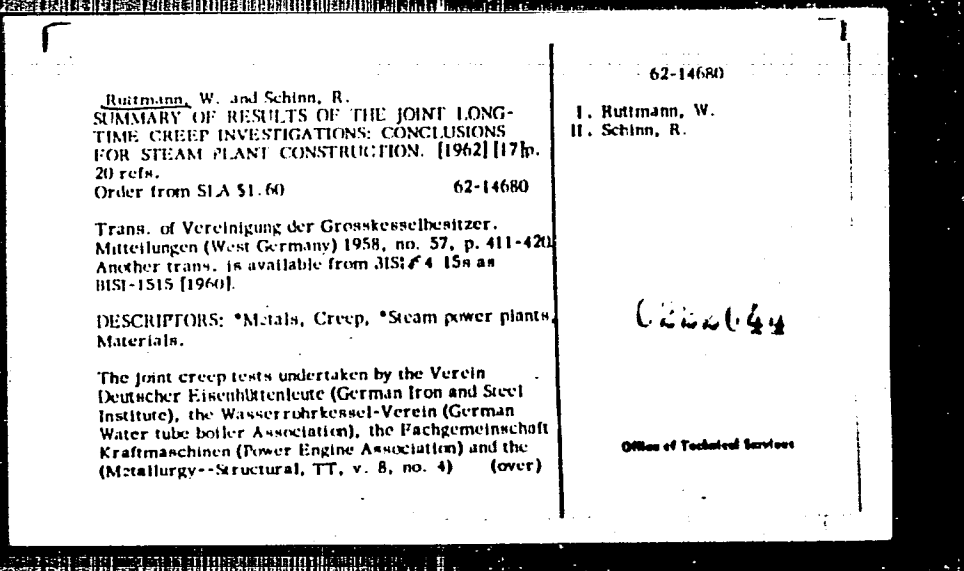 62-14680
Ruttmann, W. and Schinn, R.
SUMMARY OF RESULTS OF THE JOINT LONG-
TIME CREEP INVESTIGATIONS: CONCLUSIONS
FOR STEAM PLANT CONSTRUCTION. [1962] [17]p.
20 refs.
Order from SLA $1.60 62-14680
Trans. of Vereinigung der Grosskesselbesitzer.
Mitteilungen (West Germany) 1958, no. 57, p. 411-420.
Another trans. is available from BISI £4 15s as
BISI-1515 [1960].
DESCRIPTORS: *Metals, Creep, *Steam power plants,
Materials.
The joint creep tests undertaken by the Verein
Deutscher Eisenhüttenleute (German Iron and Steel
Institute), the Wasserrohrkessel-Verein (German
Water tube boiler Association), the Fachgemeinschaft
Kraftmaschinen (Power Engine Association) and the
(Metallurgy--Structural, TT, v. 8, no. 4) (over)
I. Ruttmann, W.
II. Schinn, R.
Office of Technical Services